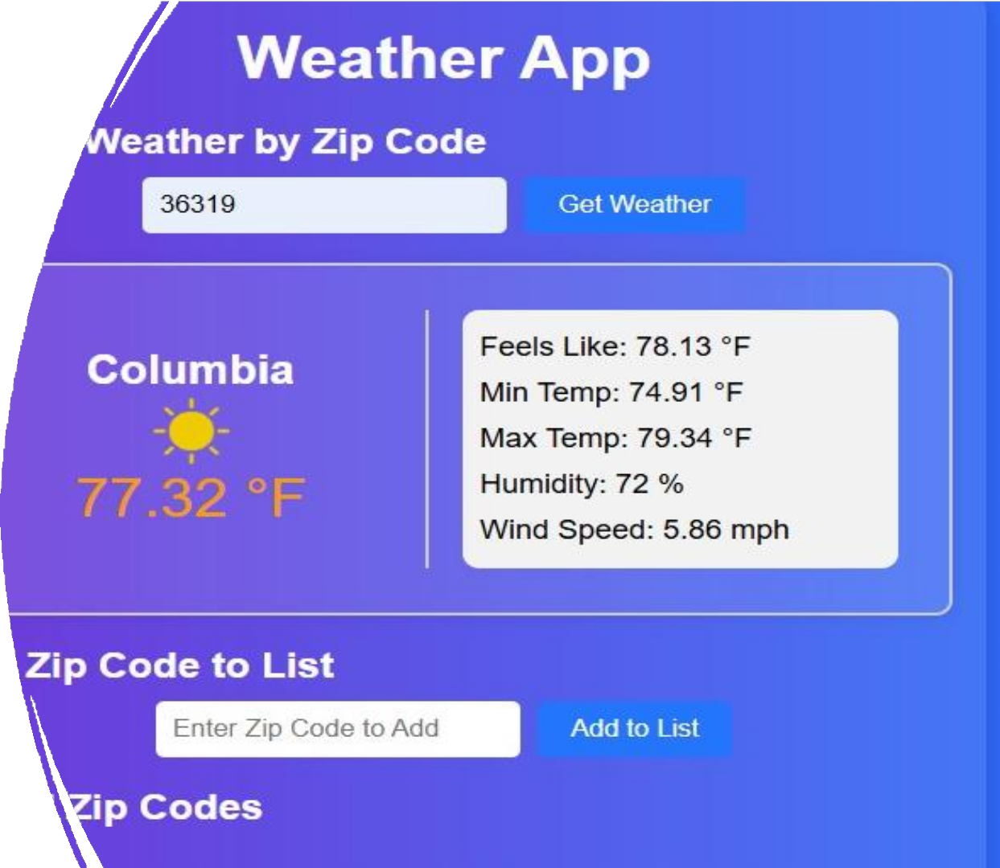 Weather App
Weather by Zip Code
36319
Get Weather
Columbia
77.32 °F
Feels Like: 78.13 °F
Min Temp: 74.91 °F
Max Temp: 79.34 °F
Humidity: 72 %
Wind Speed: 5.86 mph
Zip Code to List
Enter Zip Code to Add
Add to List
Zip Codes